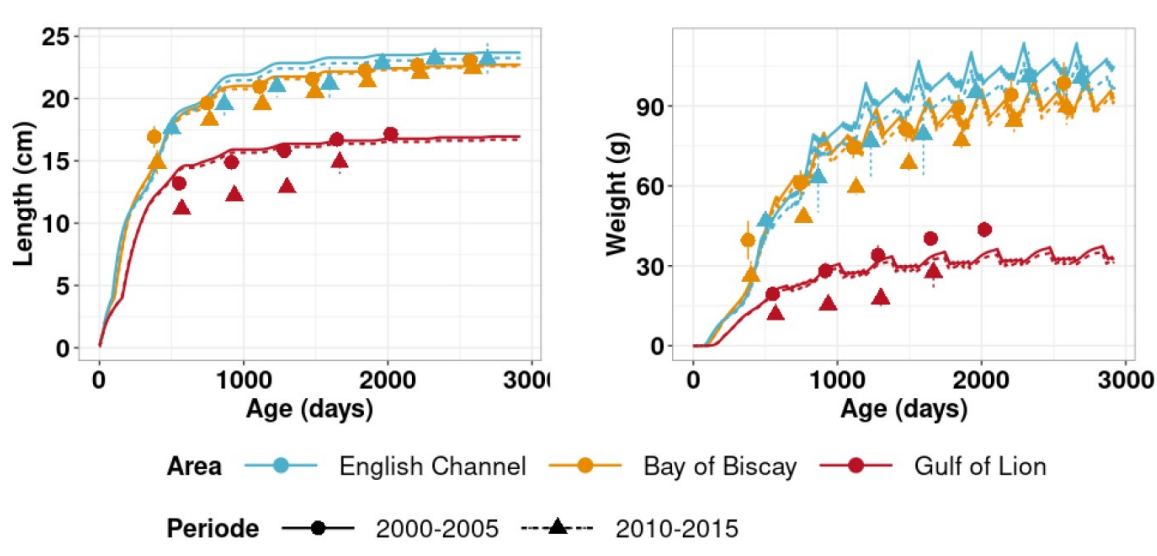 Length (cm)
25
20
15
10
5
0
0 1000 2000 3000
Age (days)
Weight (g)
90
60
30
0
0 1000 2000 3000
Age (days)
Area English Channel Bay of Biscay Gulf of Lion
Periode 2000-2005 2010-2015